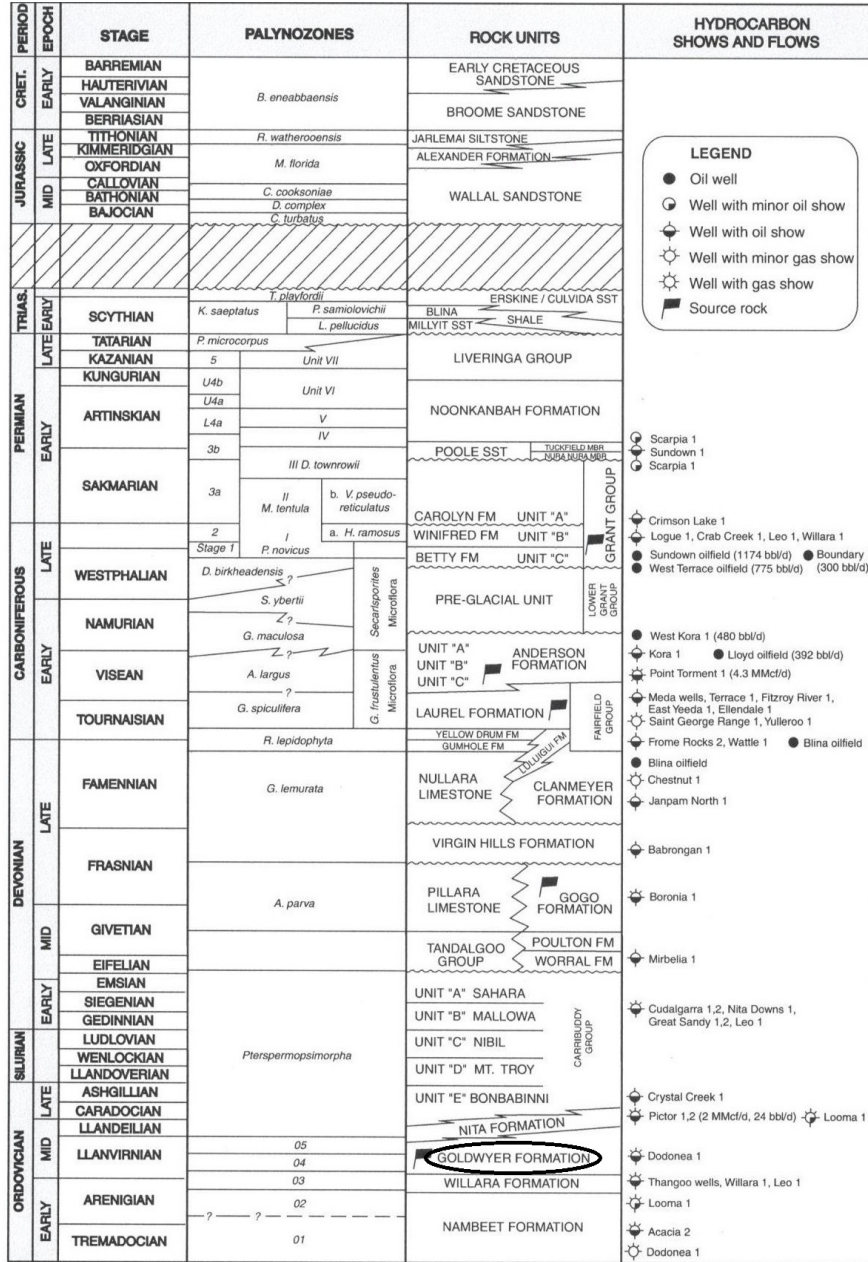 PERIOD
EPOCH
STAGE
PALYNOZONES
ROCK UNITS
HYDROCARBON
SHOWS AND FLOWS
CRET.
EARLY
BARREMIAN
HAUTERIVIAN
VALANGINIAN
BERRIASIAN
B. eneabbaensis
EARLY CRETACEOUS
SANDSTONE
BROOME SANDSTONE
JURASSIC
LATE
TITHONIAN
KIMMERIDGIAN
OXFORDIAN
R. watherooensis
M. florida
JARLEMAI SILTSTONE
ALEXANDER FORMATION
MID
CALLOVIAN
BATHONIAN
BAJOCIAN
C. cooksoniae
D. complex
C. turbatus
WALLAL SANDSTONE
LEGEND
Oil well
Well with minor oil show
Well with oil show
Well with minor gas show
Well with gas show
Source rock
TRIAS.
EARLY
SCYTHIAN
T. playfordii
K. saeptatus
P. samiolovichii
L. pellucidus
ERSKINE / CULVIDA SST
BLINA
SHALE
MILLYIT SST
PERMIAN
LATE
TATARIAN
KAZANIAN
P. microcorpus
5
Unit VII
LIVERINGA GROUP
EARLY
KUNGURIAN
ARTINSKIAN
SAKMARIAN
U4b
U4a
Unit VI
L4a
V
IV
3b
III D. townrowii
3a
II
M. tentula
b. V. pseudo-
reticulatus
NOONKANBAH FORMATION
POOLE SST
TUCKFIELD MBR
NURA NURA MBR
CAROLYN FM UNIT "A"
GRANT GROUP
Scarpia 1
Sundown 1
Scarpia 1
Crimson Lake 1
CARBONIFEROUS
LATE
WESTPHALIAN
2
Stage 1
I
P. novicus
a. H. ramosus
D. birkheadensis
?
WINIFRED FM UNIT "B"
BETTY FM UNIT "C"
Logue 1, Crab Creek 1, Leo 1, Willara 1
Sundown oilfield (1174 bbl/d)
Boundary
West Terrace oilfield (775 bbl/d)
(300 bbl/d)
EARLY
NAMURIAN
VISEAN
TOURNAISIAN
S. ybertii
?
G. maculosa
?
A. largus
?
G. spiculifera
Secarisporites
Microflora
G. frustulentus
Microflora
PRE-GLACIAL UNIT
LOWER
GRANT
GROUP
UNIT "A"
UNIT "B"
UNIT "C"
ANDERSON
FORMATION
LAUREL FORMATION
FAIRFIELD
GROUP
West Kora 1 (480 bbl/d)
Kora 1
Lloyd oilfield (392 bbl/d)
Point Torment 1 (4.3 MMcf/d)
Meda wells, Terrace 1, Fitzroy River 1,
East Yeeda 1, Ellendale 1
Saint George Range 1, Yulleroo 1
DEVONIAN
LATE
FAMENNIAN
FRASNIAN
R. lepidophyta
G. lemurata
A. parva
YELLOW DRUM FM
GUMHOLE FM
LULUIGUI FM
NULLARA
LIMESTONE
CLANMEYER
FORMATION
VIRGIN HILLS FORMATION
PILLARA
LIMESTONE
GOGO
FORMATION
Frome Rocks 2, Wattle 1
Blina oilfield
Blina oilfield
Chestnut 1
Janpam North 1
Babrongan 1
Boronia 1
MID
GIVETIAN
EIFELIAN
TANDALGOO
GROUP
POULTON FM
WORRAL FM
Mirbelia 1
EARLY
EMSIAN
SIEGENIAN
GEDINNIAN
UNIT "A" SAHARA
UNIT "B" MALLOWA
CARRIBUDDY
GROUP
Cudalgarra 1,2, Nita Downs 1,
Great Sandy 1,2, Leo 1
SILURIAN
LUDLOVIAN
WENLOCKIAN
LLANDOVERIAN
Pterspermopsimorpha
UNIT "C" NIBIL
UNIT "D" MT. TROY
ORDOVICIAN
LATE
ASHGILLIAN
CARADOCIAN
UNIT "E" BONBABINNI
Crystal Creek 1
MID
LLANDEILIAN
LLANVIRNIAN
05
04
NITA FORMATION
GOLDWYER FORMATION
Pictor 1,2 (2 MMcf/d, 24 bbl/d)
Looma 1
Dodonea 1
EARLY
ARENIGIAN
TREMADOCIAN
03
02
? ?
01
WILLARA FORMATION
NAMBEET FORMATION
Thangoo wells, Willara 1, Leo 1
Looma 1
Acacia 2
Dodonea 1